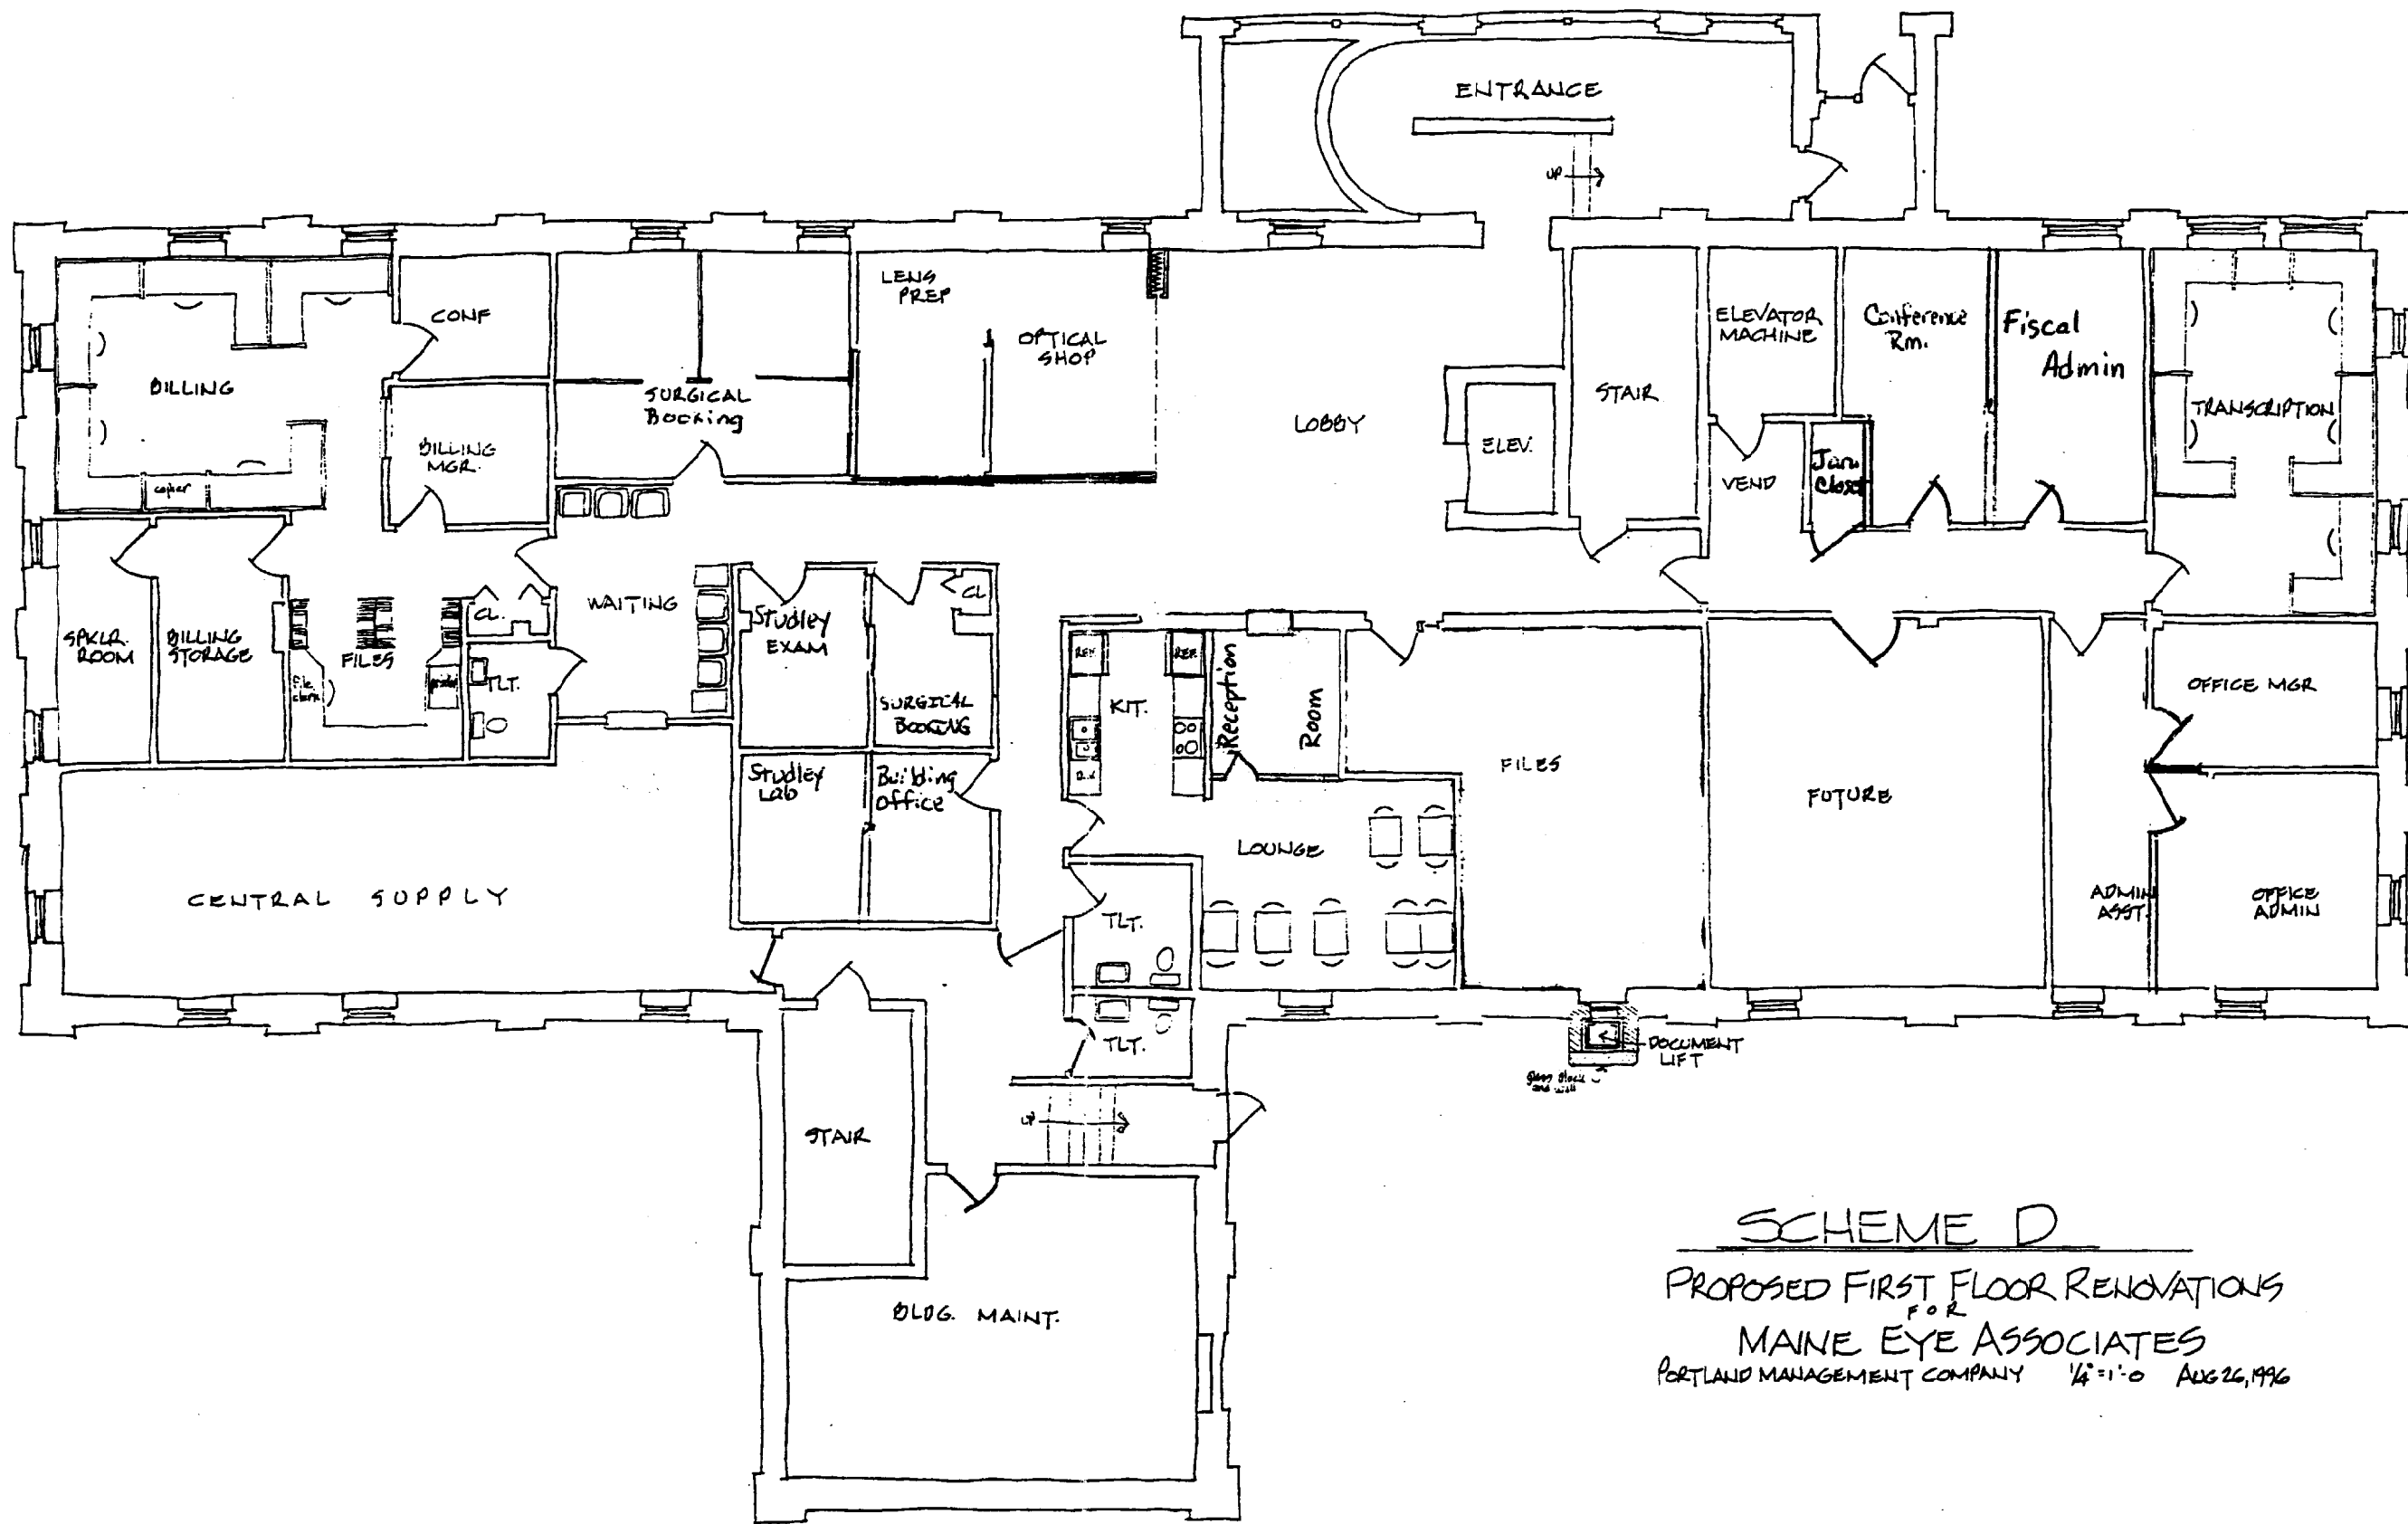 ENTRANCE
UP
LENS
PREP
OPTICAL
SHOP
CONF
BILLING
SURGICAL
Booking
BILLING
MGR.
copier
LOBBY
ELEV.
STAIR
ELEVATOR
MACHINE
Conference
Rm.
Fiscal
Admin
TRANSCRIPTION
VEND
Jan.
Closet
SPKLR.
ROOM
BILLING
STORAGE
FILES
file
clerk
CL.
TLT.
WAITING
Studley
EXAM
CL
SURGICAL
BOOKING
Studley
Lab
Building
Office
REF.
REF.
KIT.
D.W
Reception
Room
FILES
LOUNGE
FUTURE
OFFICE MGR
ADMIN
ASST.
OFFICE
ADMIN
CENTRAL SUPPLY
TLT.
TLT.
DOCUMENT
LIFT
UP
STAIR
BLDG. MAINT.
SCHEME D
PROPOSED FIRST FLOOR RENOVATIONS
FOR
MAINE EYE ASSOCIATES
PORTLAND MANAGEMENT COMPANY 1/4"=1'-0 AUG 26, 1996